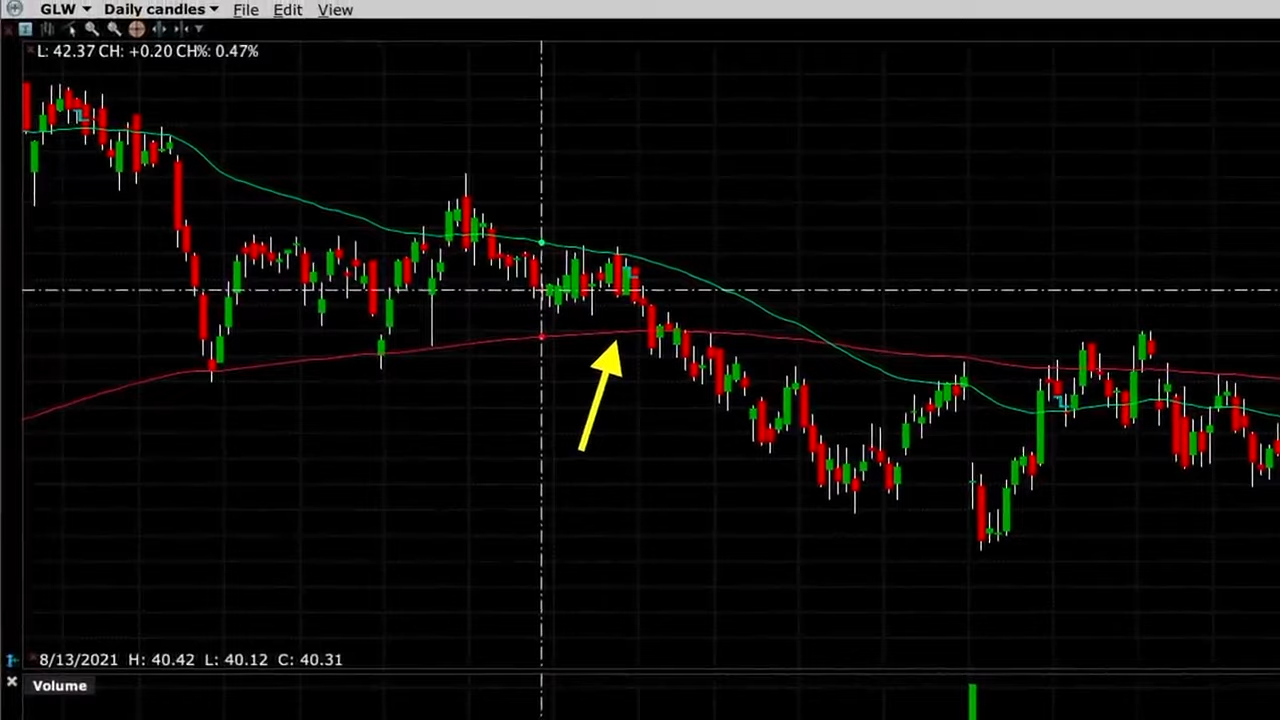 GLW Daily candles File Edit View
L: 42.37 CH: +0.20 CH%: 0.47%
8/13/2021 H: 40.42 L: 40.12 C: 40.31
Volume